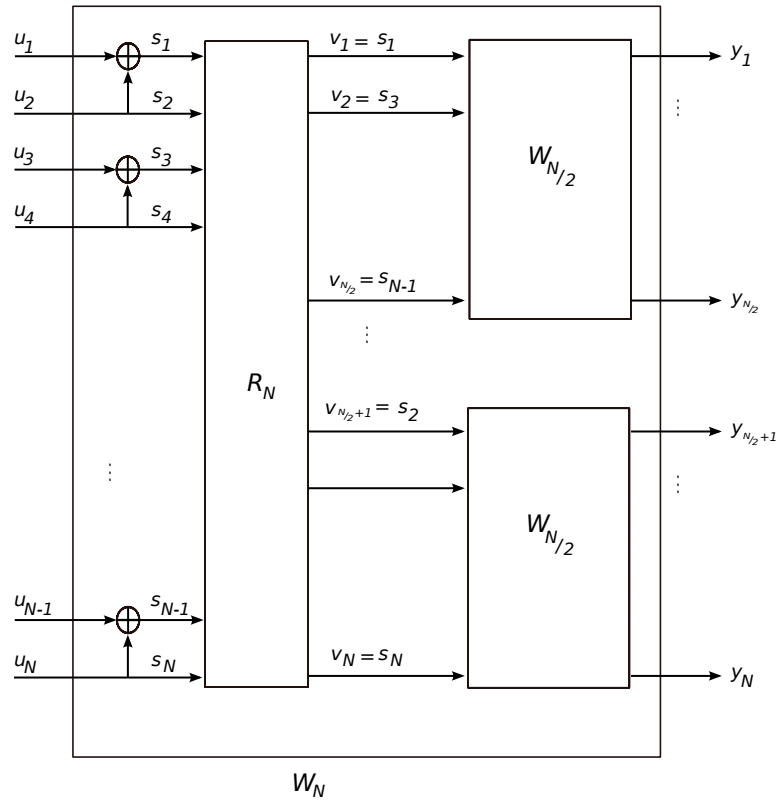 u1 s1 v1 = s1 y1
u2 s2 v2 = s3
u3 s3 WN/2
u4 s4
vN/2 = sN-1 yN/2
RN
vN/2+1 = s2 yN/2+1
WN/2
uN-1 sN-1
uN sN vN = sN yN
WN